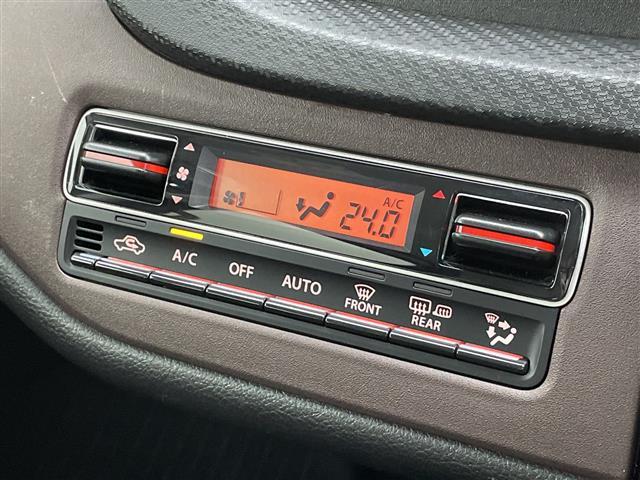 A/C
24.0
A/C
OFF
AUTO
FRONT
REAR